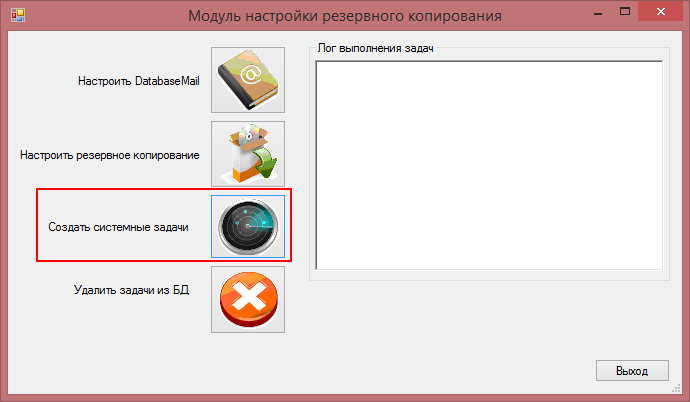 Модуль настройки резервного копирования
Настроить DatabaseMail
Настроить резервное копирование
Создать системные задачи
Удалить задачи из БД
Лог выполнения задач
Выход